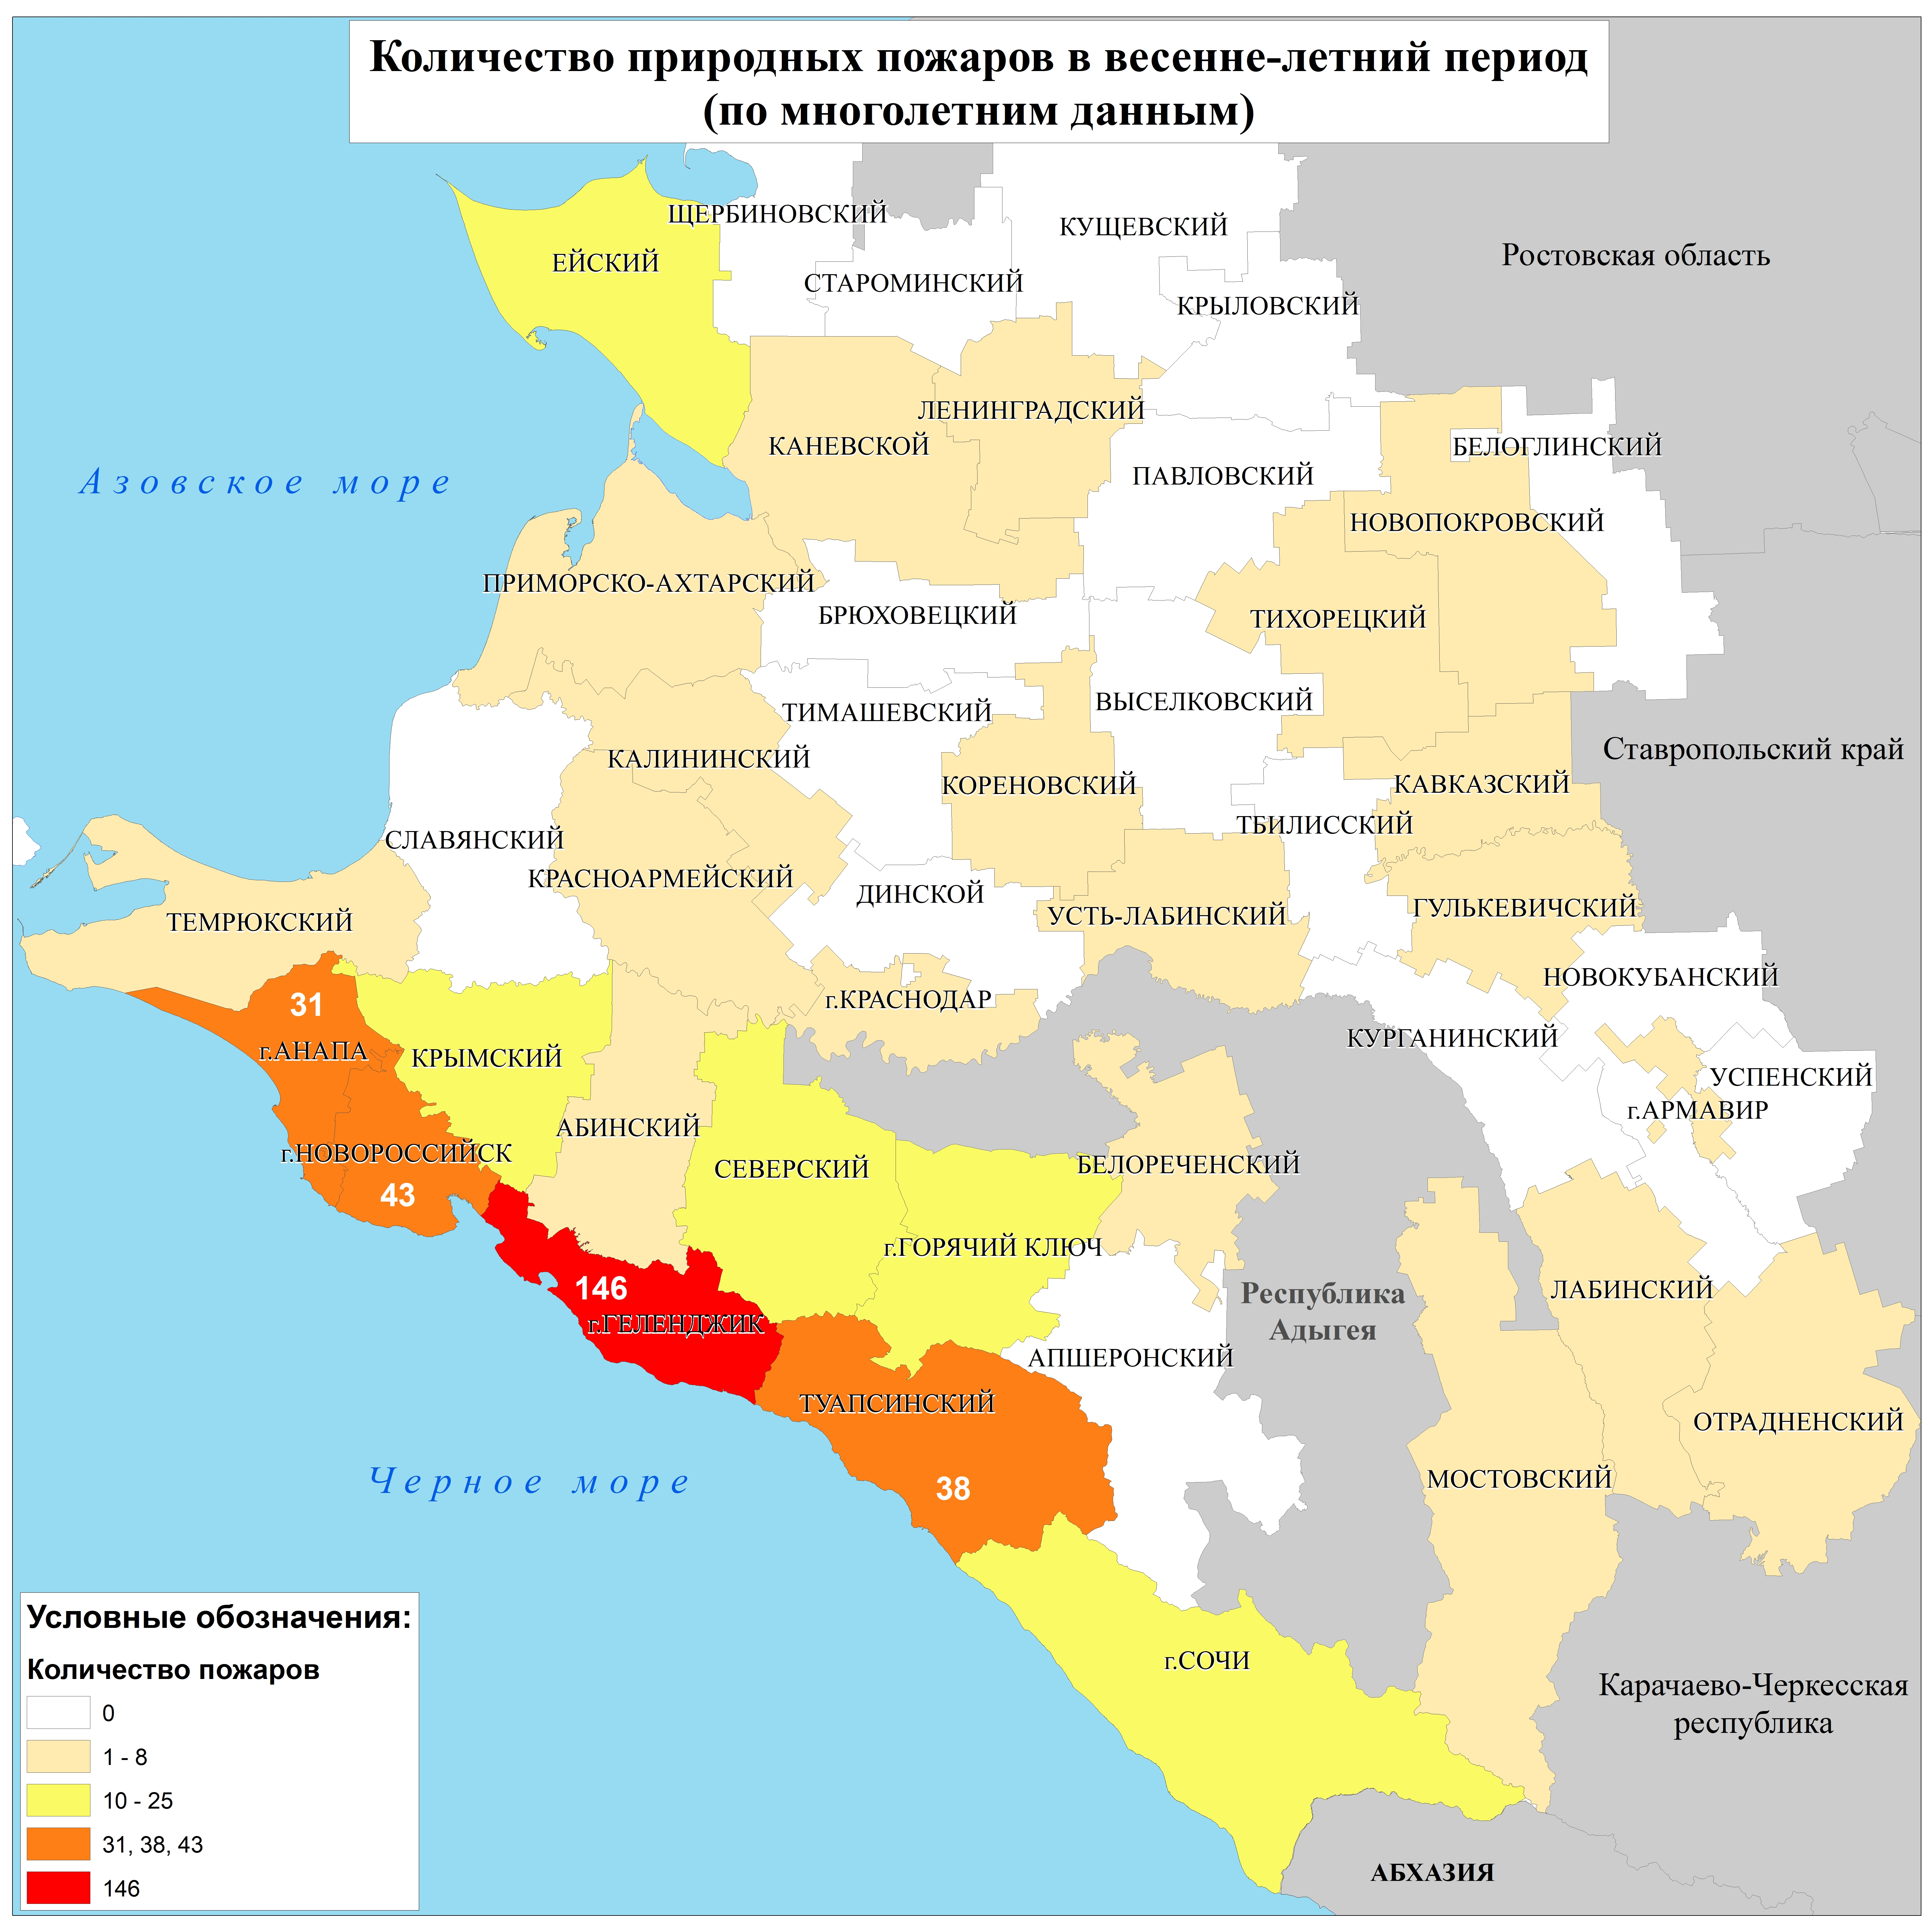 Количество природных пожаров в весенне-летний период
(по многолетним данным)
ЩЕРБИНОВСКИЙ
КУЩЕВСКИЙ
Ростовская область
ЕЙСКИЙ
СТАРОМИНСКИЙ
КРЫЛОВСКИЙ
ЛЕНИНГРАДСКИЙ
КАНЕВСКОЙ
БЕЛОГЛИНСКИЙ
Азовское море
ПАВЛОВСКИЙ
НОВОПОКРОВСКИЙ
ПРИМОРСКО-АХТАРСКИЙ
БРЮХОВЕЦКИЙ
ТИХОРЕЦКИЙ
ВЫСЕЛКОВСКИЙ
ТИМАШЕВСКИЙ
Ставропольский край
КАЛИНИНСКИЙ
КОРЕНОВСКИЙ
КАВКАЗСКИЙ
ТБИЛИССКИЙ
СЛАВЯНСКИЙ
КРАСНОАРМЕЙСКИЙ
ДИНСКОЙ
ГУЛЬКЕВИЧСКИЙ
УСТЬ-ЛАБИНСКИЙ
ТЕМРЮКСКИЙ
НОВОКУБАНСКИЙ
г.КРАСНОДАР
31
г.АНАПА
КУРГАНИНСКИЙ
КРЫМСКИЙ
УСПЕНСКИЙ
г.АРМАВИР
АБИНСКИЙ
г.НОВОРОССИЙСК
43
СЕВЕРСКИЙ
БЕЛОРЕЧЕНСКИЙ
г.ГОРЯЧИЙ КЛЮЧ
146
г.ГЕЛЕНДЖИК
Республика
Адыгея
ЛАБИНСКИЙ
АПШЕРОНСКИЙ
ТУАПСИНСКИЙ
38
ОТРАДНЕНСКИЙ
МОСТОВСКИЙ
Черное море
г.СОЧИ
Карачаево-Черкесская
республика
АБХАЗИЯ
Условные обозначения:
Количество пожаров
0
1 - 8
10 - 25
31, 38, 43
146